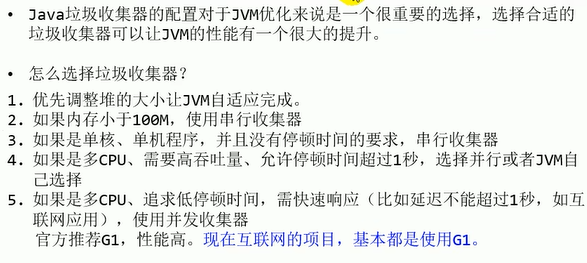 • Java垃圾收集器的配置对于JVM优化来说是一个很重要的选择，选择合适的
垃圾收集器可以让JVM的性能有一个很大的提升。
• 怎么选择垃圾收集器？
1. 优先调整堆的大小让JVM自适应完成。
2. 如果内存小于100M，使用串行收集器
3. 如果是单核、单机程序，并且没有停顿时间的要求，串行收集器
4. 如果是多CPU、需要高吞吐量、允许停顿时间超过1秒，选择并行或者JVM自
己选择
5. 如果是多CPU、追求低停顿时间，需快速响应（比如延迟不能超过1秒，如互
联网应用），使用并发收集器
官方推荐G1，性能高。现在互联网的项目，基本都是使用G1。